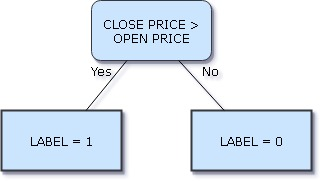 CLOSE PRICE >
OPEN PRICE
Yes
No
LABEL = 1
LABEL = 0